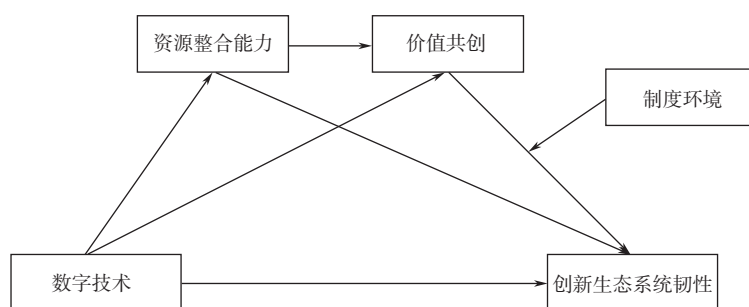 资源整合能力
价值共创
制度环境
数字技术
创新生态系统韧性